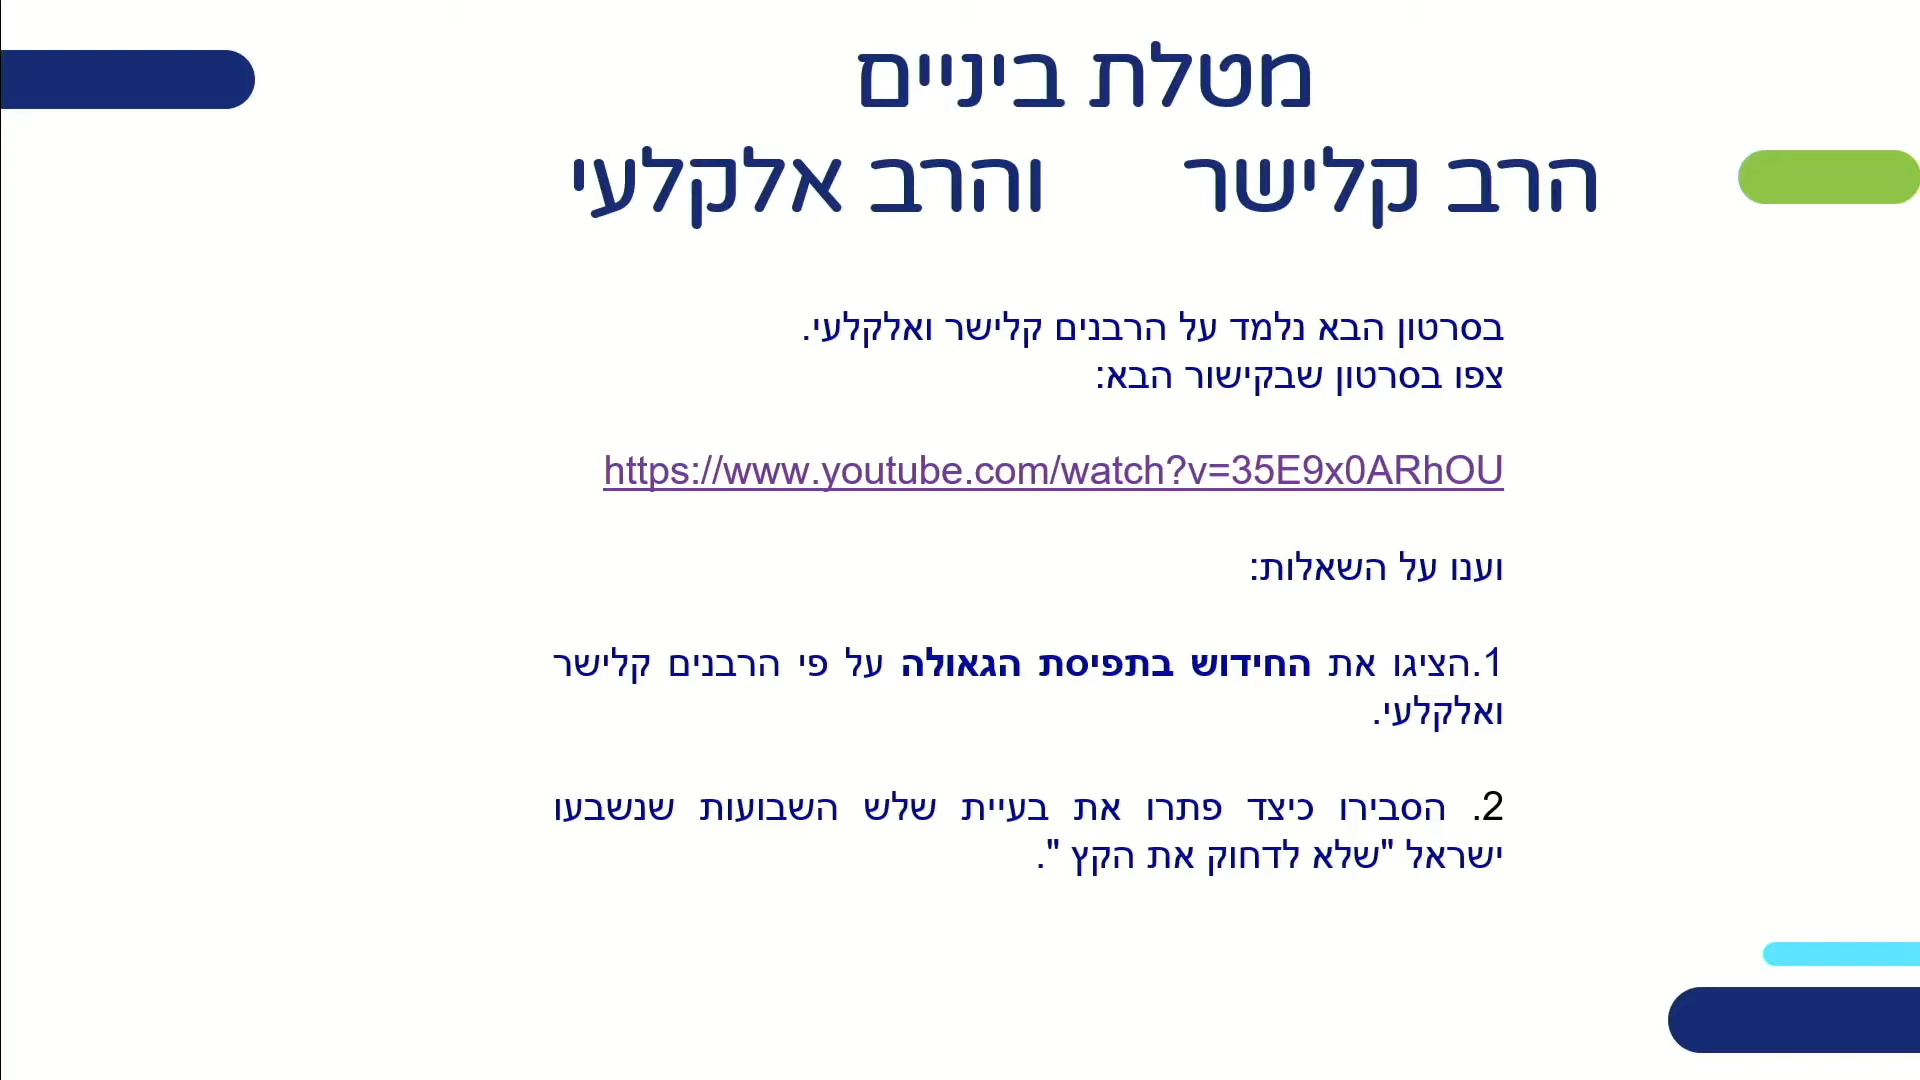 מטלת ביניים
הרב קלישר והרב אלקלעי
בסרטון הבא נלמד על הרבנים קלישר ואלקלעי.
צפו בסרטון שבקישור הבא:
https://www.youtube.com/watch?v=35E9x0ARhOU
וענו על השאלות:
1.הציגו את החידוש בתפיסת הגאולה על פי הרבנים קלישר
ואלקלעי.
2. הסבירו כיצד פתרו את בעיית שלש השבועות שנשבעו
ישראל "שלא לדחוק את הקץ ".